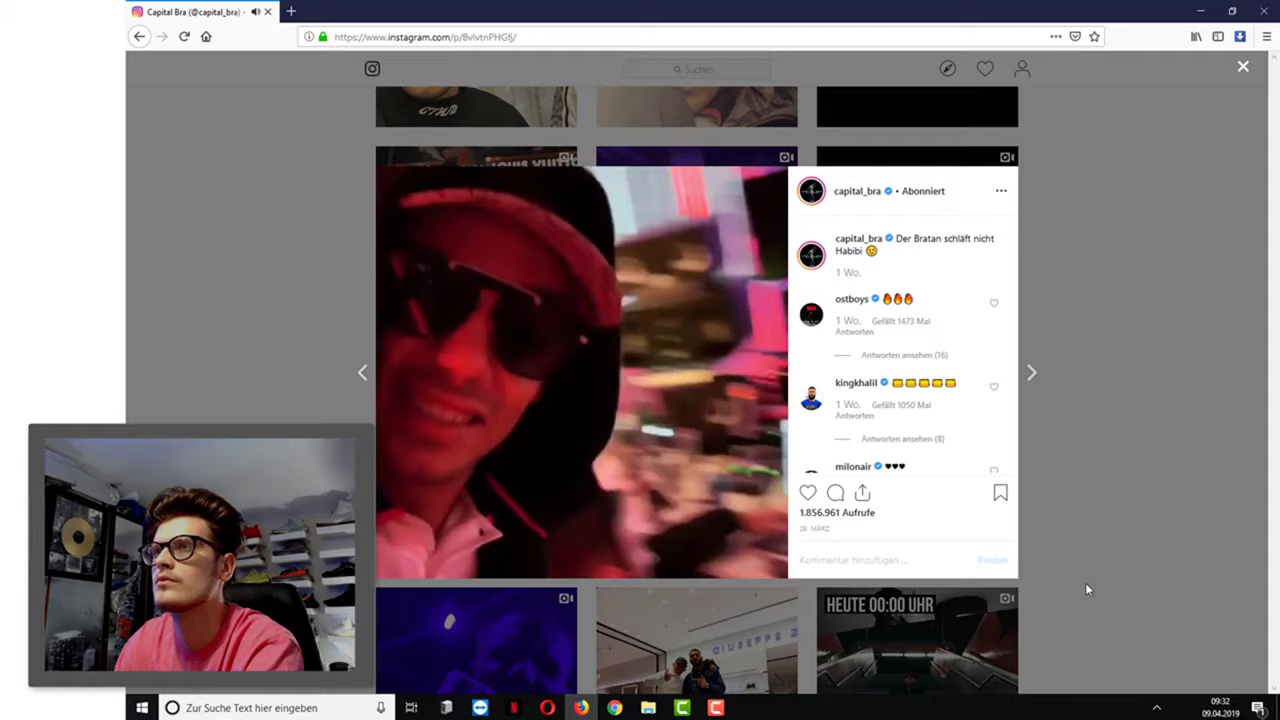 Capital Bra (@capital_bra) -
https://www.instagram.com/p/BvlvtnPHGfj/
Suchen
LOUIS VUITTON
capital_bra • Abonniert
capital_bra Der Bratan schläft nicht
Habibi 😉
1 Wo.
ostboys 🔥🔥🔥
1 Wo. Gefällt 1473 Mal
Antworten
Antworten ansehen (16)
kingkhalil
1 Wo. Gefällt 1050 Mal
Antworten
Antworten ansehen (8)
milonair ♥♥♥
1.856.961 Aufrufe
28. MÄRZ
Kommentar hinzufügen ...
Posten
HEUTE 00:00 UHR
Zur Suche Text hier eingeben
09:32
09.04.2019